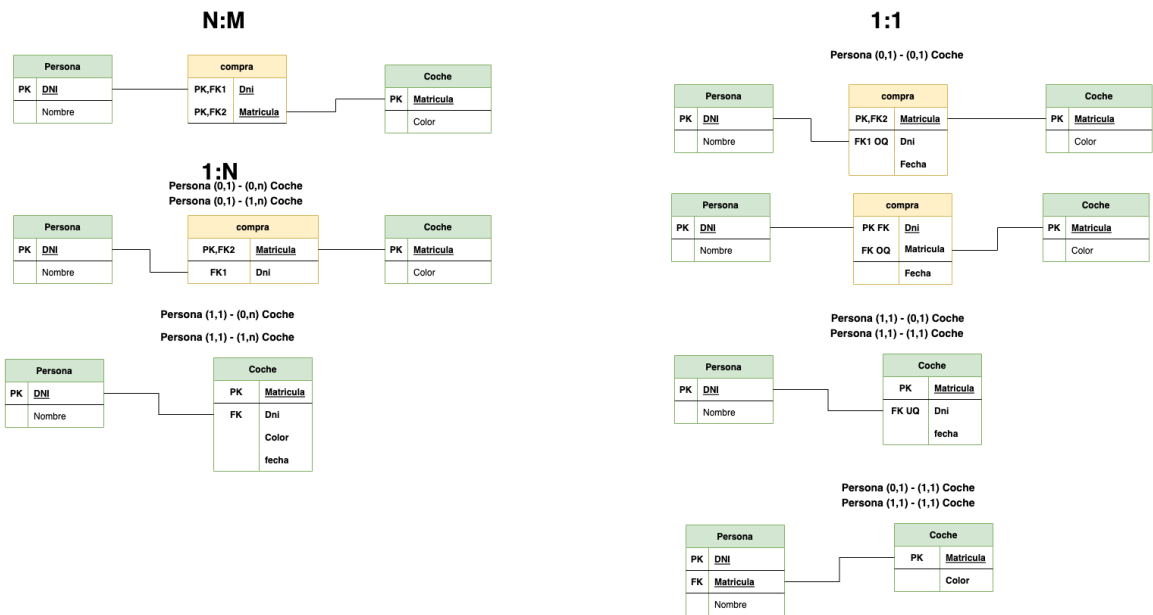 N:M
Persona
PK DNI
Nombre
compra
PK,FK1 Dni
PK,FK2 Matricula
Coche
PK Matricula
Color
1:N
Persona (0,1) - (0,n) Coche
Persona (0,1) - (1,n) Coche
Persona
PK DNI
Nombre
compra
PK,FK2 Matricula
FK1 Dni
Coche
PK Matricula
Color
Persona (1,1) - (0,n) Coche
Persona (1,1) - (1,n) Coche
Persona
PK DNI
Nombre
Coche
PK Matricula
FK Dni
Color
fecha
1:1
Persona (0,1) - (0,1) Coche
Persona
PK DNI
Nombre
compra
PK,FK2 Matricula
FK1 OQ Dni
Fecha
Coche
PK Matricula
Color
Persona
PK DNI
Nombre
compra
PK FK Dni
FK OQ Matricula
Fecha
Coche
PK Matricula
Color
Persona (1,1) - (0,1) Coche
Persona (1,1) - (1,1) Coche
Persona
PK DNI
Nombre
Coche
PK Matricula
FK UQ Dni
fecha
Persona (0,1) - (1,1) Coche
Persona (1,1) - (1,1) Coche
Persona
PK DNI
FK Matricula
Nombre
Coche
PK Matricula
Color